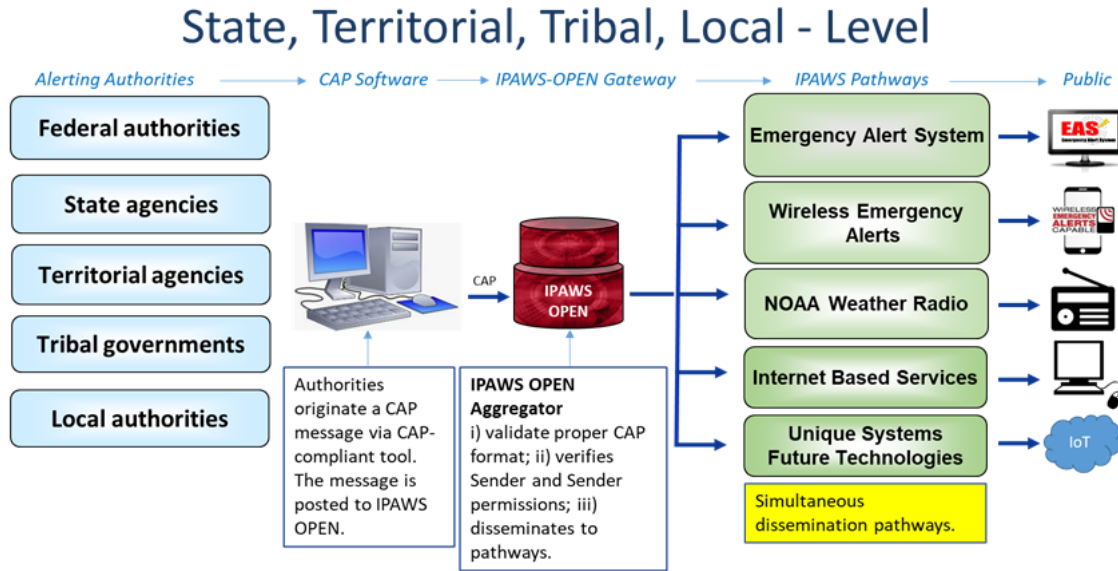 State, Territorial, Tribal, Local - Level
Alerting Authorities
CAP Software
IPAWS-OPEN Gateway
IPAWS Pathways
Public
Federal authorities
State agencies
Territorial agencies
Tribal governments
Local authorities
CAP
IPAWS
OPEN
Authorities
originate a CAP
message via CAP-
compliant tool.
The message is
posted to IPAWS
OPEN.
IPAWS OPEN
Aggregator
i) validate proper CAP
format; ii) verifies
Sender and Sender
permissions; iii)
disseminates to
pathways.
Emergency Alert System
Wireless Emergency
Alerts
NOAA Weather Radio
Internet Based Services
Unique Systems
Future Technologies
Simultaneous
dissemination pathways.
EAS
Emergency Alert System
WIRELESS
EMERGENCY
ALERTS
CAPABLE
IoT